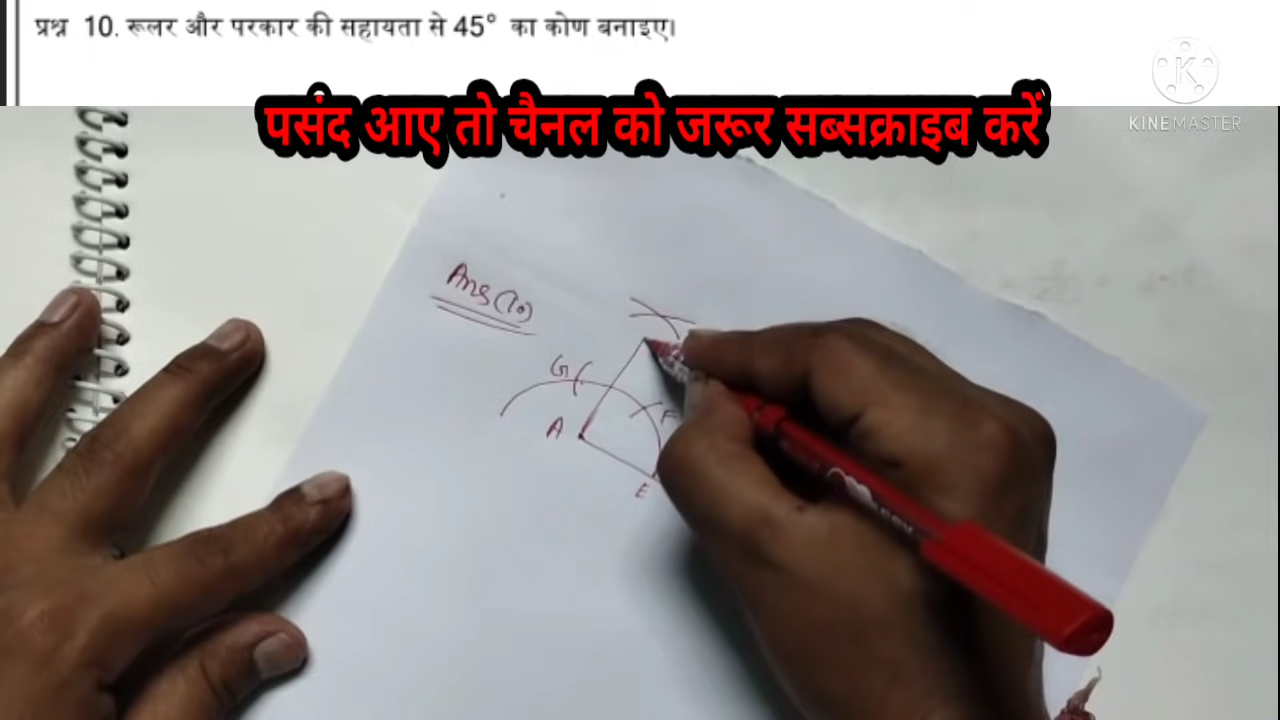 प्रश्न 10. रूलर और परकार की सहायता से 45° का कोण बनाइए।
K
KINEMASTER
पसंद आए तो चैनल को जरूर सब्सक्राइब करें
Ans(10)
G
F
A
E